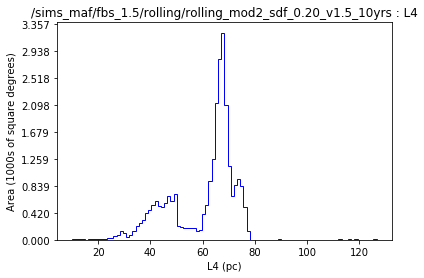 /sims_maf/fbs_1.5/rolling/rolling_mod2_sdf_0.20_v1.5_10yrs : L4
3.357
2.938
2.518
2.098
1.679
1.259
0.839
0.420
0.000
Area (1000s of square degrees)
20 40 60 80 100 120
L4 (pc)